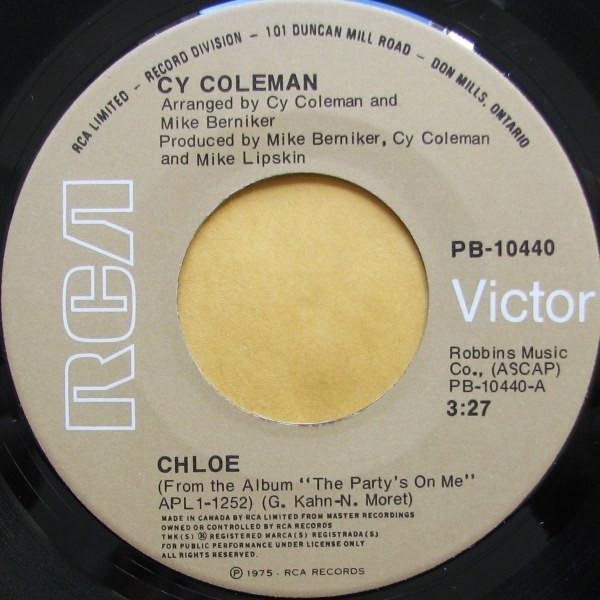 RCA LIMITED - RECORD DIVISION - 101 DUNCAN MILL ROAD - DON MILLS, ONTARIO
CY COLEMAN
Arranged by Cy Coleman and
Mike Berniker
Produced by Mike Berniker, Cy Coleman
and Mike Lipskin
RCA
PB-10440
Victor
Robbins Music
Co., (ASCAP)
PB-10440-A
3:27
CHLOE
(From the Album "The Party's On Me"
APL1-1252) (G. Kahn-N. Moret)
MADE IN CANADA BY RCA LIMITED FROM MASTER RECORDINGS
OWNED OR CONTROLLED BY RCA RECORDS
TMK(S) ® REGISTERED MARCA(S) REGISTRADA(S)
FOR PUBLIC PERFORMANCE UNDER LICENSE ONLY
ALL RIGHTS RESERVED.
℗ 1975 - RCA RECORDS